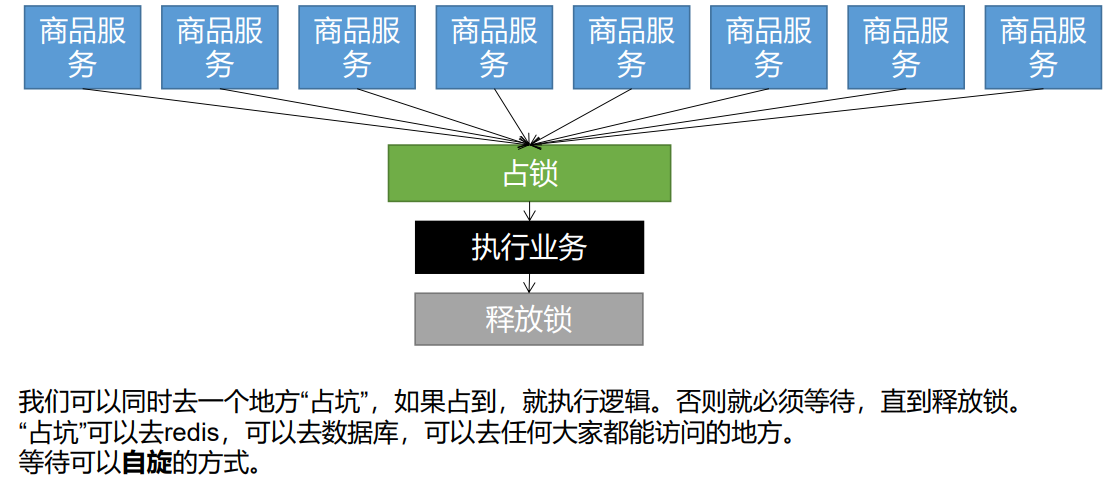 商品服 商品服 商品服 商品服 商品服 商品服 商品服 商品服
务 务 务 务 务 务 务 务
占锁
执行业务
释放锁
我们可以同时去一个地方“占坑”，如果占到，就执行逻辑。否则就必须等待，直到释放锁。
“占坑”可以去redis，可以去数据库，可以去任何大家都能访问的地方。
等待可以自旋的方式。